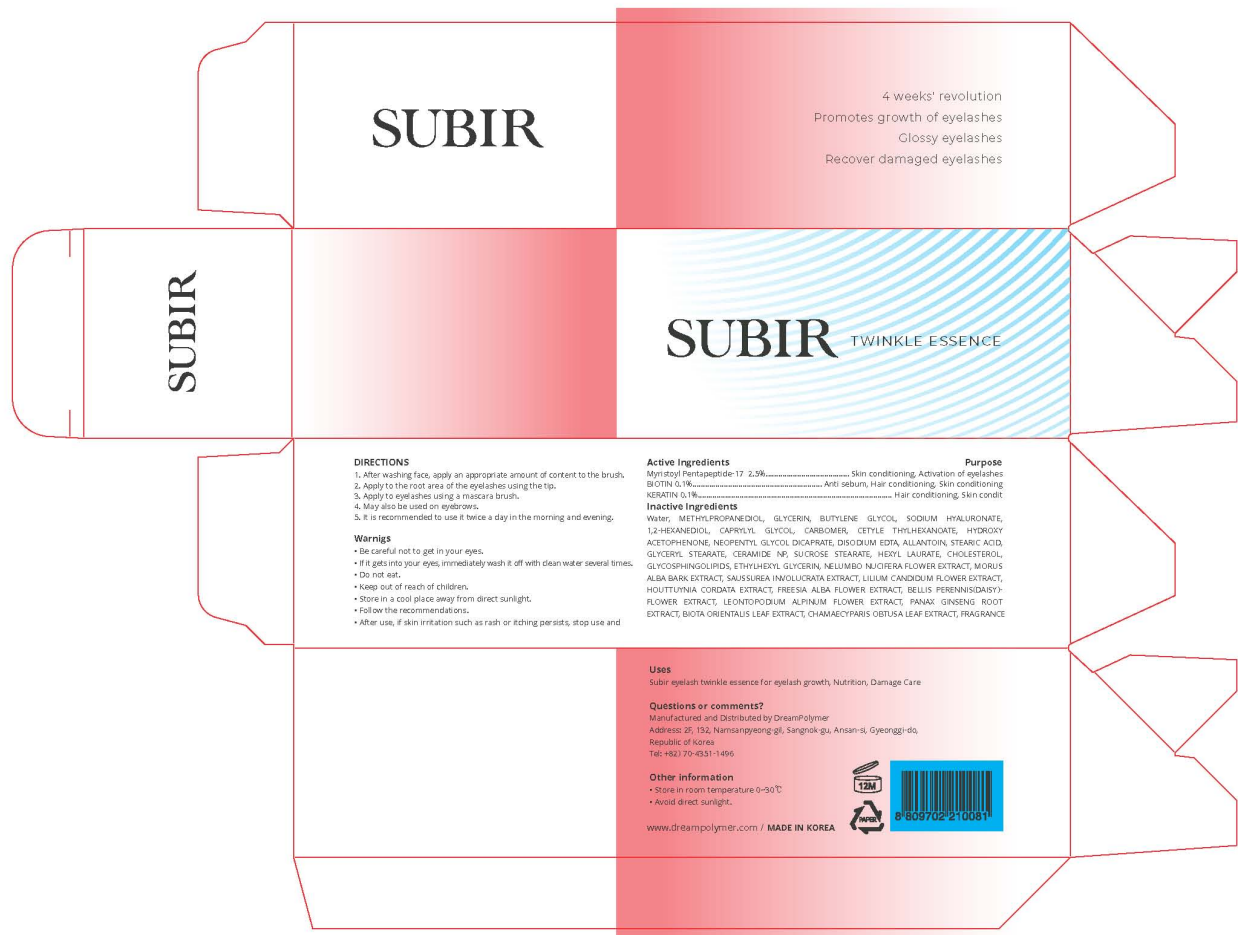 SUBIR
4 weeks' revolution
Promotes growth of eyelashes
Glossy eyelashes
Recover damaged eyelashes
SUBIR
SUBIR TWINKLE ESSENCE
DIRECTIONS
1. After washing face, apply an appropriate amount of content to the brush.
2. Apply to the root area of the eyelashes using the tip.
3. Apply to eyelashes using a mascara brush.
4. May also be used on eyebrows.
5. It is recommended to use it twice a day in the morning and evening.
Warnigs
• Be careful not to get in your eyes.
• If it gets into your eyes, immediately wash it off with clean water several times.
• Do not eat.
• Keep out of reach of children.
• Store in a cool place away from direct sunlight.
• Follow the recommendations.
• After use, if skin irritation such as rash or itching persists, stop use and
Active Ingredients Purpose
Myristoyl Pentapeptide-17 2.5%........................................ Skin conditioning, Activation of eyelashes
BIOTIN 0.1%............................................................ Anti sebum, Hair conditioning, Skin conditioning
KERATIN 0.1%.......................................................................................... Hair conditioning, Skin condit
Inactive Ingredients
Water, METHYLPROPANEDIOL, GLYCERIN, BUTYLENE GLYCOL, SODIUM HYALURONATE,
1,2-HEXANEDIOL, CAPRYLYL GLYCOL, CARBOMER, CETYLE THYLHEXANOATE, HYDROXY
ACETOPHENONE, NEOPENTYL GLYCOL DICAPRATE, DISODIUM EDTA, ALLANTOIN, STEARIC ACID,
GLYCERYL STEARATE, CERAMIDE NP, SUCROSE STEARATE, HEXYL LAURATE, CHOLESTEROL,
GLYCOSPHINGOLIPIDS, ETHYLHEXYL GLYCERIN, NELUMBO NUCIFERA FLOWER EXTRACT, MORUS
ALBA BARK EXTRACT, SAUSSUREA INVOLUCRATA EXTRACT, LILIUM CANDIDUM FLOWER EXTRACT,
HOUTTUYNIA CORDATA EXTRACT, FREESIA ALBA FLOWER EXTRACT, BELLIS PERENNIS(DAISY)-
FLOWER EXTRACT, LEONTOPODIUM ALPINUM FLOWER EXTRACT, PANAX GINSENG ROOT
EXTRACT, BIOTA ORIENTALIS LEAF EXTRACT, CHAMAECYPARIS OBTUSA LEAF EXTRACT, FRAGRANCE
Uses
Subir eyelash twinkle essence for eyelash growth, Nutrition, Damage Care
Questions or comments?
Manufactured and Distributed by DreamPolymer
Address: 2F, 132, Namsanpyeong-gil, Sangnok-gu, Ansan-si, Gyeonggi-do,
Republic of Korea
Tel: +82) 70-4351-1496
Other information
• Store in room temperature 0~30℃
• Avoid direct sunlight.
www.dreampolymer.com / MADE IN KOREA
12M
PAPER
8 809702 210081